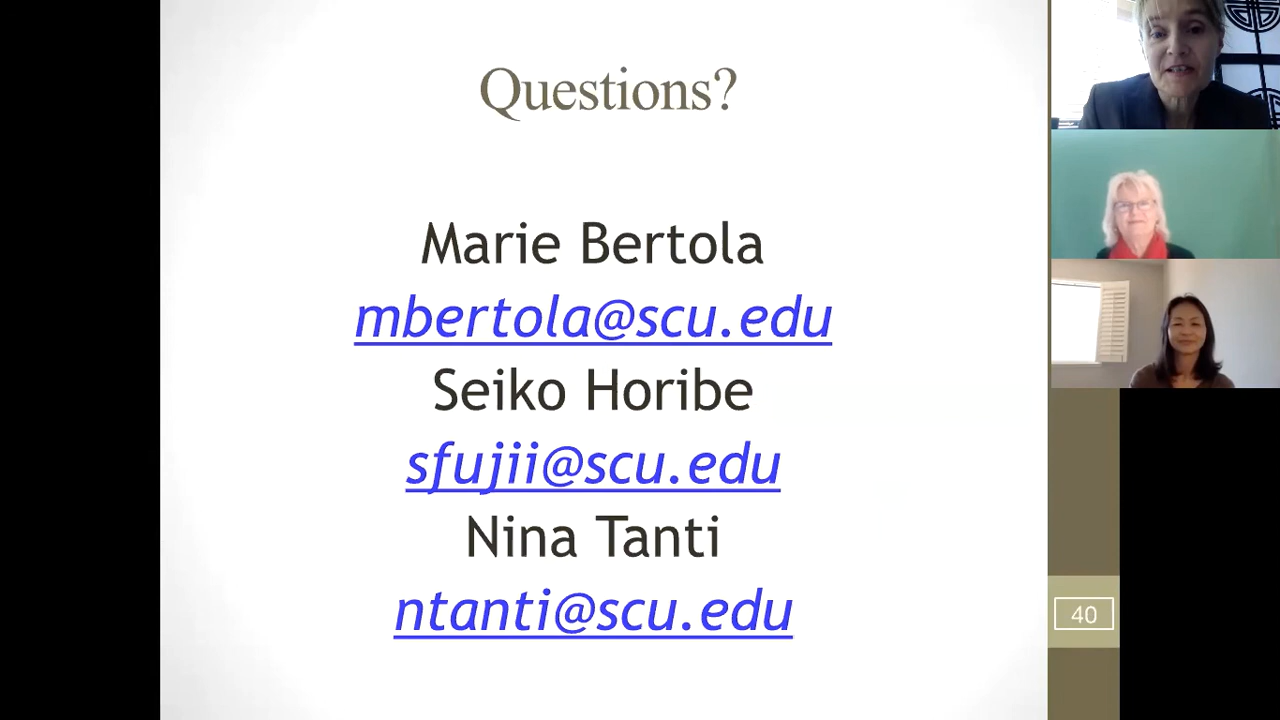 Questions?
Marie Bertola
mbertola@scu.edu
Seiko Horibe
sfujii@scu.edu
Nina Tanti
ntanti@scu.edu
40